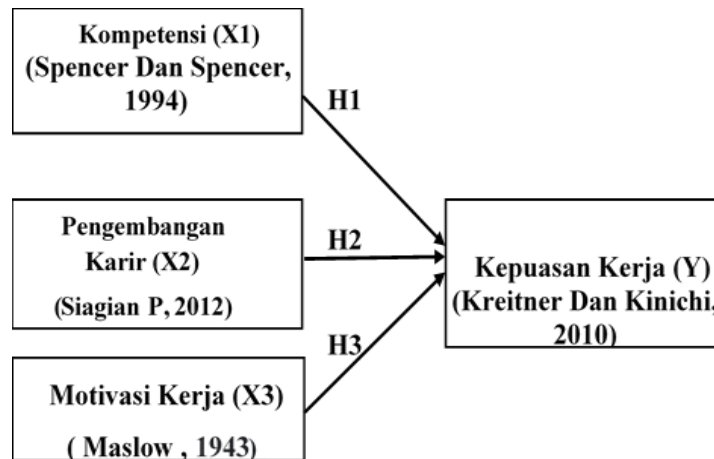 Kompetensi (X1)
(Spencer Dan Spencer,
1994)
H1
Pengembangan
Karir (X2)
(Siagian P, 2012)
H2
Kepuasan Kerja (Y)
(Kreitner Dan Kinichi,
2010)
H3
Motivasi Kerja (X3)
( Maslow , 1943)